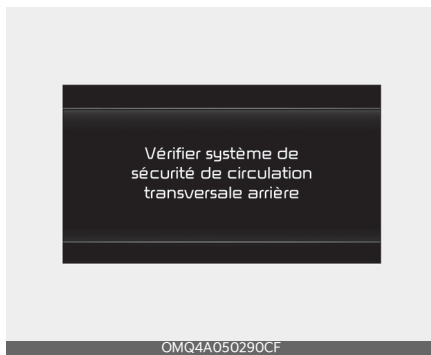 Vérifier système de
sécurité de circulation
transversale arrière
OMQ4A050290CF